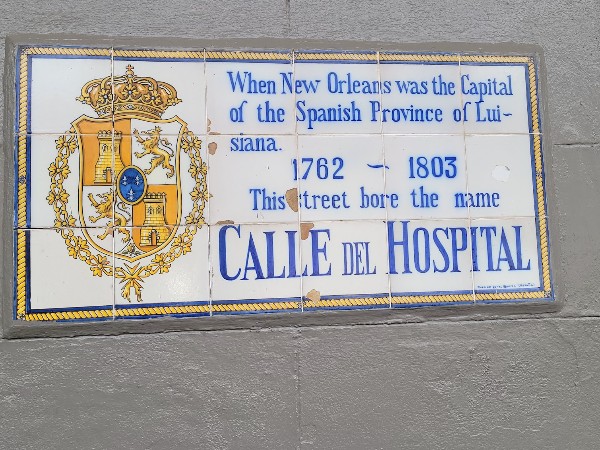 When New Orleans was the Capital
of the Spanish Province of Lui-
siana.
1762 ~ 1803
This street bore the name
CALLE DEL HOSPITAL